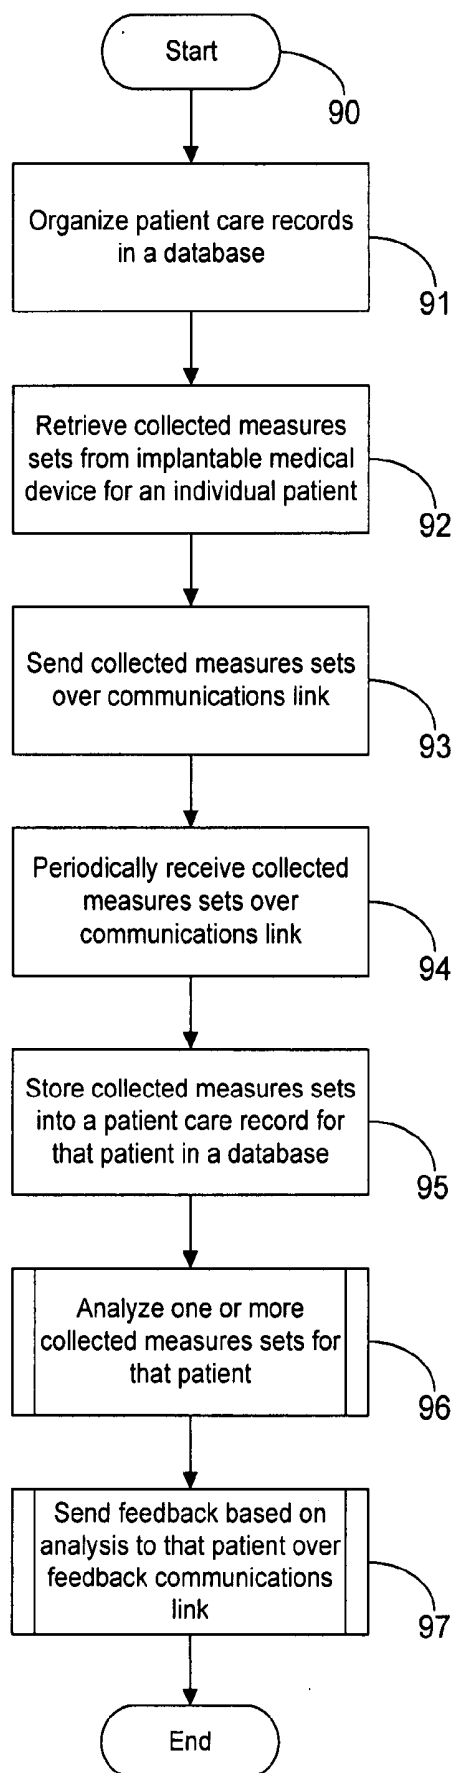 Start
90
Organize patient care records
in a database
91
Retrieve collected measures
sets from implantable medical
device for an individual patient
92
Send collected measures sets
over communications link
93
Periodically receive collected
measures sets over
communications link
94
Store collected measures sets
into a patient care record for
that patient in a database
95
Analyze one or more
collected measures sets for
that patient
96
Send feedback based on
analysis to that patient over
feedback communications
link
97
End